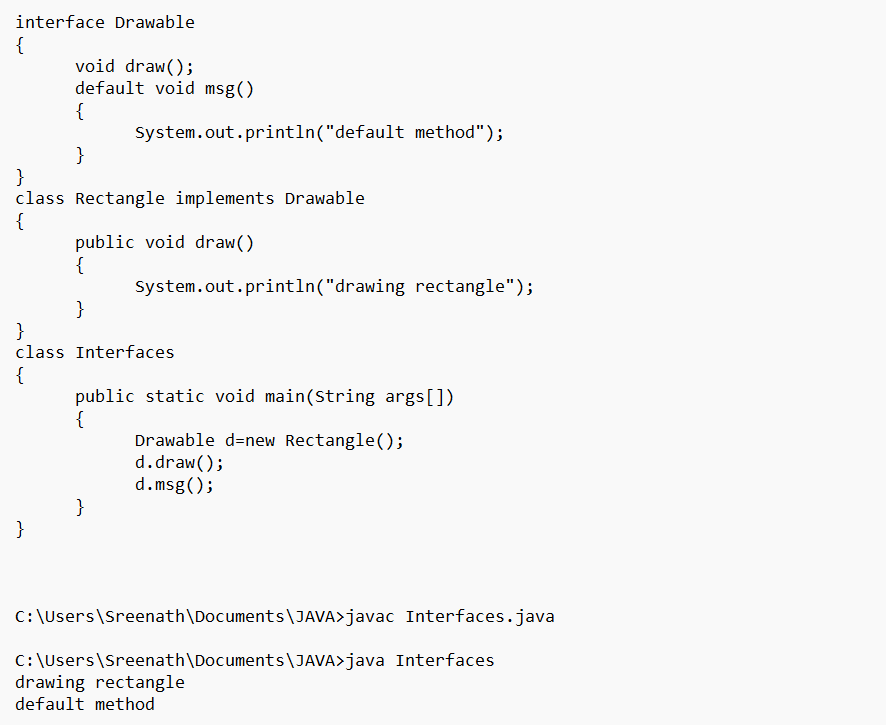 interface Drawable
{
      void draw();
      default void msg()
      {
            System.out.println("default method");
      }
}
class Rectangle implements Drawable
{
      public void draw()
      {
            System.out.println("drawing rectangle");
      }
}
class Interfaces
{
      public static void main(String args[])
      {
            Drawable d=new Rectangle();
            d.draw();
            d.msg();
      }
}
C:\Users\Sreenath\Documents\JAVA>javac Interfaces.java
C:\Users\Sreenath\Documents\JAVA>java Interfaces
drawing rectangle
default method